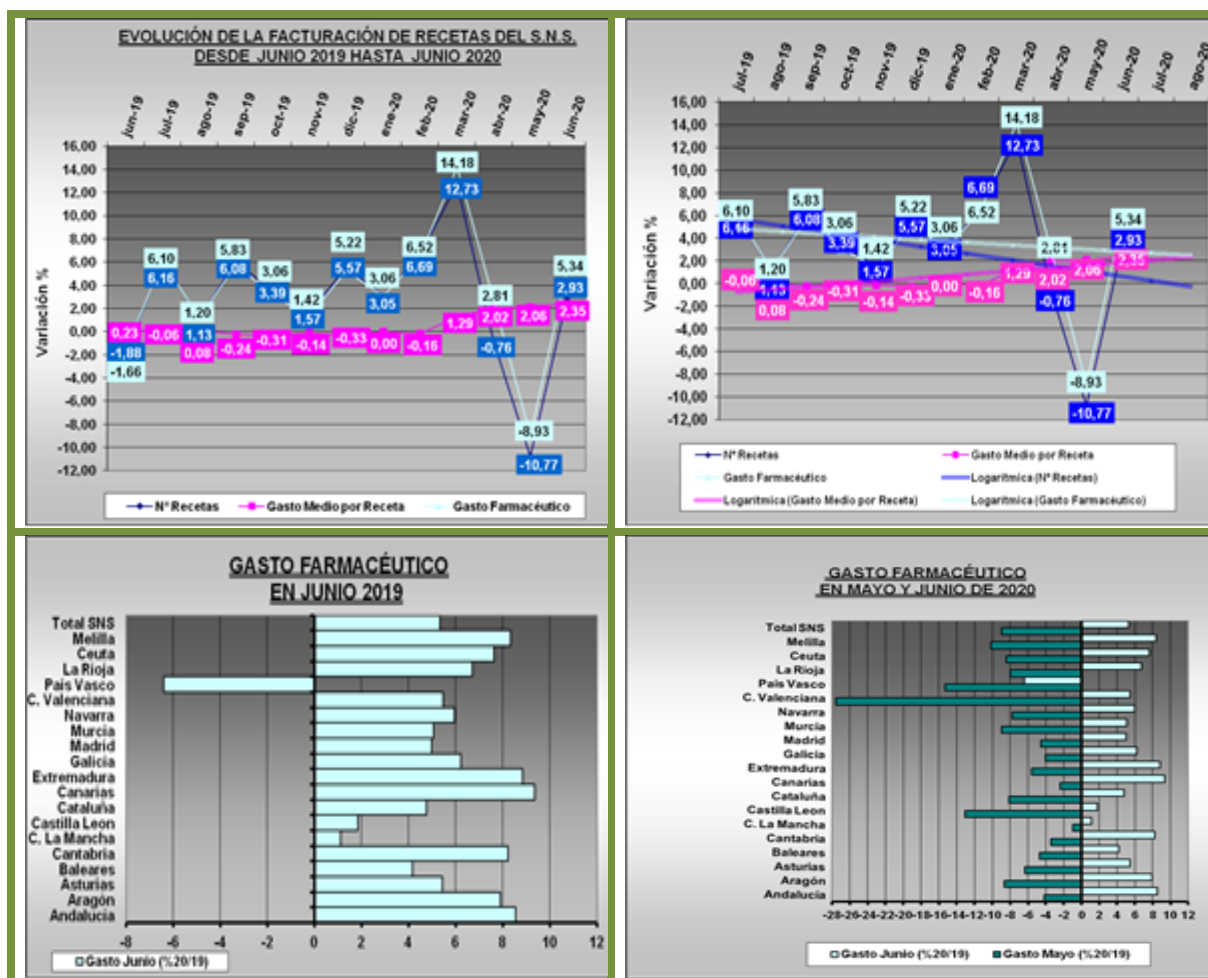 EVOLUCIÓN DE LA FACTURACIÓN DE RECETAS DEL S.N.S.
DESDE JUNIO 2019 HASTA JUNIO 2020
jun-19 jul-19 ago-19 sep-19 oct-19 nov-19 dic-19 ene-20 feb-20 mar-20 abr-20 may-20 jun-20
Variación %
16,00
14,00
12,00
10,00
8,00
6,00
4,00
2,00
0,00
-2,00
-4,00
-6,00
-8,00
-10,00
-12,00
-1,66 6,10 1,20 5,83 3,06 1,42 5,22 3,06 6,52 14,18 2,81 -8,93 5,34
-1,88 6,16 1,13 6,08 3,39 1,57 5,57 3,05 6,69 12,73 -0,76 -10,77 2,93
0,23 -0,06 0,08 -0,24 -0,31 -0,14 -0,33 0,00 -0,16 1,29 2,02 2,06 2,35
Nº Recetas Gasto Medio por Receta Gasto Farmacéutico
jul-19 ago-19 sep-19 oct-19 nov-19 dic-19 ene-20 feb-20 mar-20 abr-20 may-20 jun-20 jul-20 ago-20
Variación %
16,00
14,00
12,00
10,00
8,00
6,00
4,00
2,00
0,00
-2,00
-4,00
-6,00
-8,00
-10,00
-12,00
6,10 1,20 5,83 3,06 1,42 5,22 3,06 6,52 14,18 2,81 -8,93 5,34
6,16 1,13 6,08 3,39 1,57 5,57 3,05 6,69 12,73 -0,76 -10,77 2,93
-0,06 0,08 -0,24 -0,31 -0,14 -0,33 0,00 -0,16 1,29 2,02 2,06 2,35
Nº Recetas Gasto Medio por Receta
Gasto Farmacéutico Logarítmica (Nº Recetas)
Logarítmica (Gasto Medio por Receta) Logarítmica (Gasto Farmacéutico)
GASTO FARMACÉUTICO
EN JUNIO 2019
Total SNS
Melilla
Ceuta
La Rioja
País Vasco
C. Valenciana
Navarra
Murcia
Madrid
Galicia
Extremadura
Canarias
Cataluña
Castilla Leon
C. La Mancha
Cantabria
Baleares
Asturias
Aragón
Andalucía
-8 -6 -4 -2 0 2 4 6 8 10 12
Gasto Junio (%20/19)
GASTO FARMACÉUTICO
EN MAYO Y JUNIO DE 2020
Total SNS
Melilla
Ceuta
La Rioja
País Vasco
C. Valenciana
Navarra
Murcia
Madrid
Galicia
Extremadura
Canarias
Cataluña
Castilla Leon
C. La Mancha
Cantabria
Baleares
Asturias
Aragón
Andalucía
-28 -26 -24 -22 -20 -18 -16 -14 -12 -10 -8 -6 -4 -2 0 2 4 6 8 10 12
Gasto Junio (%20/19) Gasto Mayo (%20/19)